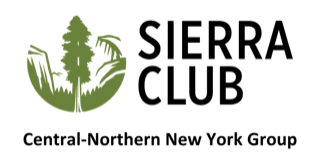 SIERRA
CLUB
Central-Northern New York Group